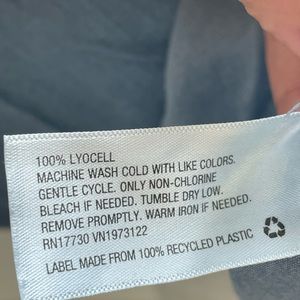 100% LYOCELL
MACHINE WASH COLD WITH LIKE COLORS.
GENTLE CYCLE. ONLY NON-CHLORINE
BLEACH IF NEEDED. TUMBLE DRY LOW.
REMOVE PROMPTLY. WARM IRON IF NEEDED.
RN17730 VN1973122
LABEL MADE FROM 100% RECYCLED PLASTIC